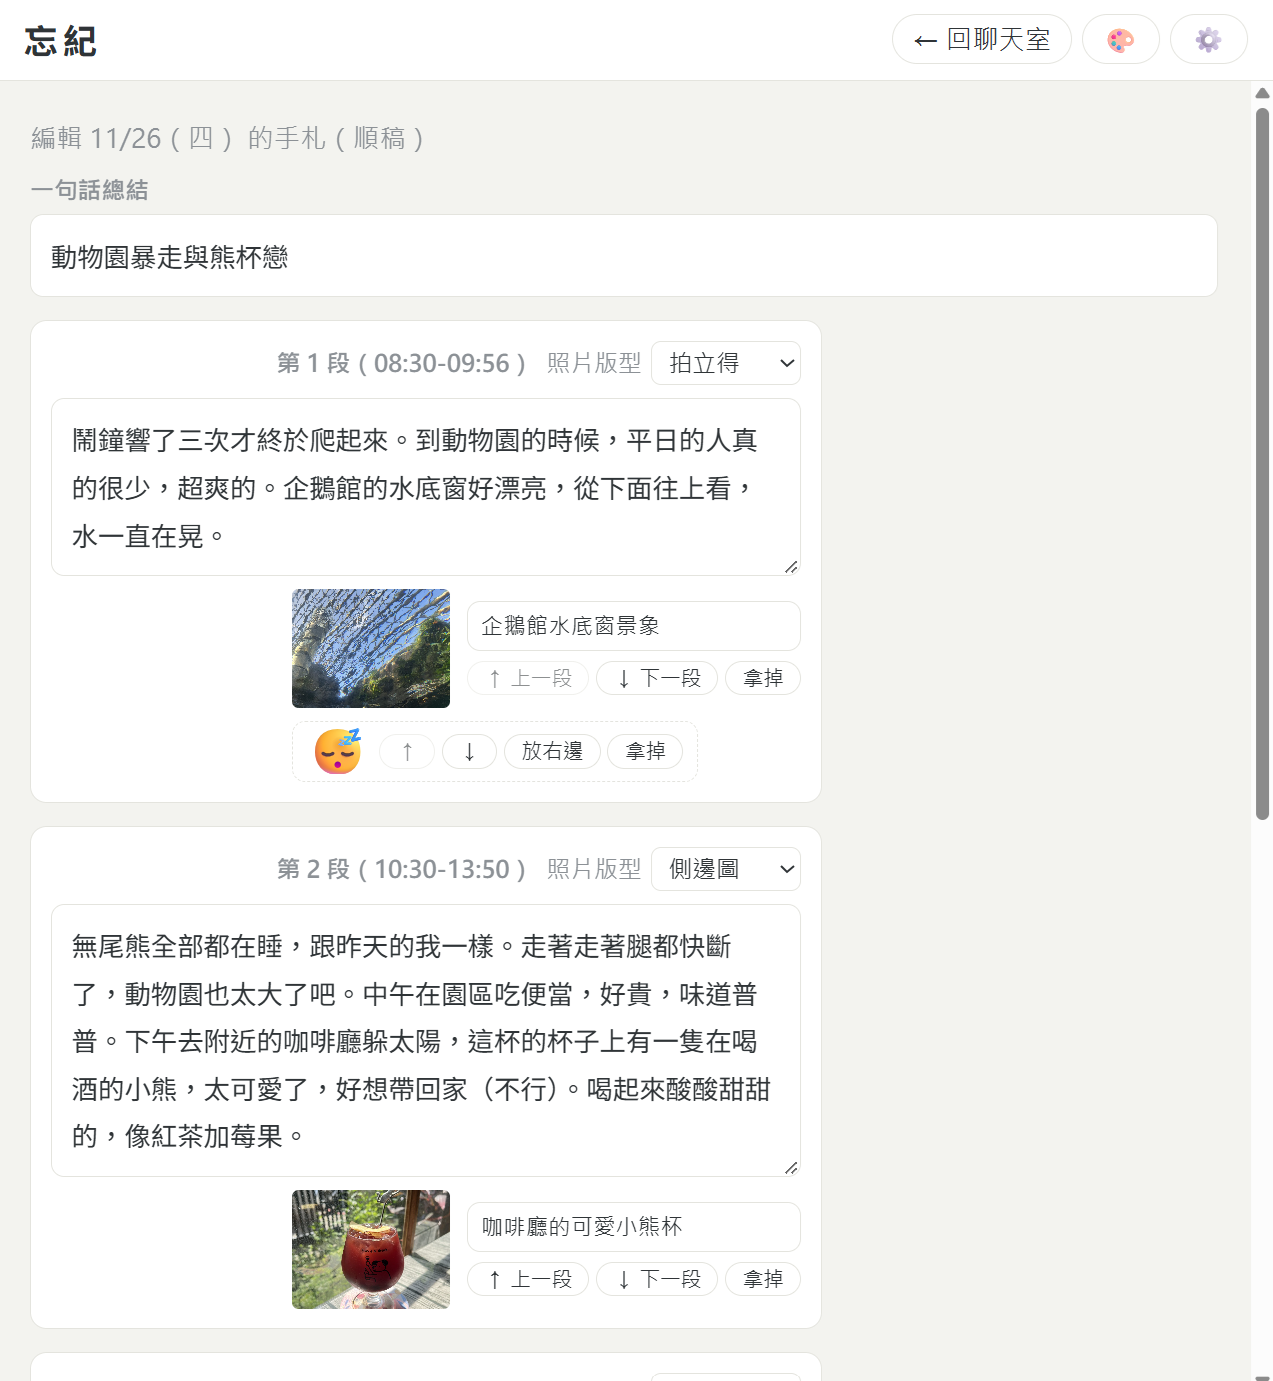 忘紀
← 回聊天室
編輯 11/26（四） 的手札（順稿）
一句話總結
動物園暴走與熊杯戀
第 1 段（08:30-09:56） 照片版型 拍立得
鬧鐘響了三次才終於爬起來。到動物園的時候，平日的人真
的很少，超爽的。企鵝館的水底窗好漂亮，從下面往上看，
水一直在晃。
企鵝館水底窗景象
↑ 上一段 ↓ 下一段 拿掉
↑ ↓ 放右邊 拿掉
第 2 段（10:30-13:50） 照片版型 側邊圖
無尾熊全部都在睡，跟昨天的我一樣。走著走著腿都快斷
了，動物園也太大了吧。中午在園區吃便當，好貴，味道普
普。下午去附近的咖啡廳躲太陽，這杯的杯子上有一隻在喝
酒的小熊，太可愛了，好想帶回家（不行）。喝起來酸酸甜甜
的，像紅茶加莓果。
咖啡廳的可愛小熊杯
↑ 上一段 ↓ 下一段 拿掉